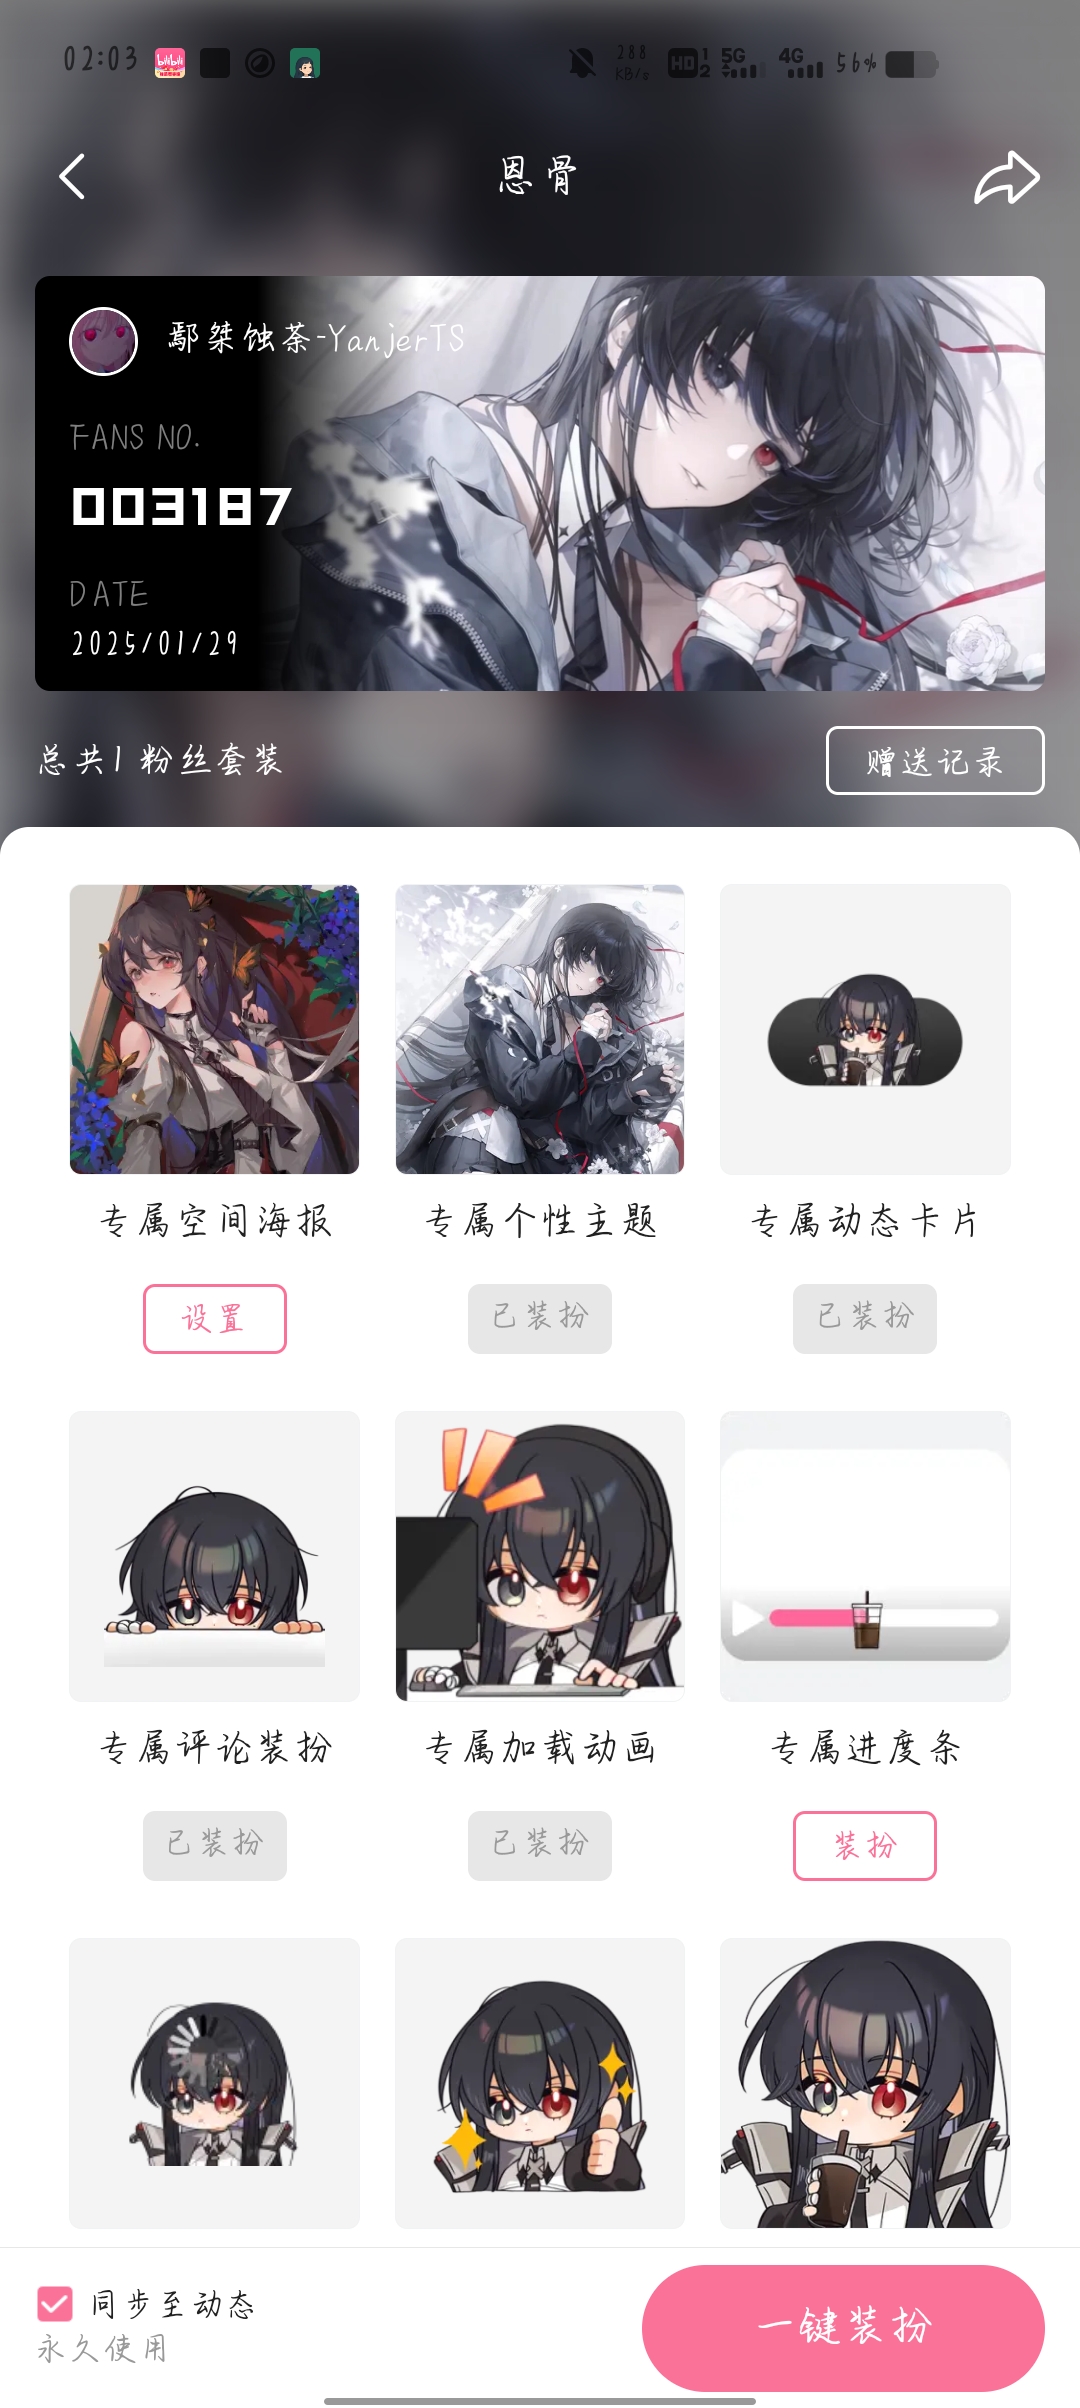 02:03
288 KB/s HD 1 2 5G 4G 56%
恩骨
鄢桀蚀荼-YanjerTS
FANS NO.
003187
DATE
2025/01/29
总共1 粉丝套装
赠送记录
专属空间海报 专属个性主题 专属动态卡片
设置 已装扮 已装扮
专属评论装扮 专属加载动画 专属进度条
已装扮 已装扮 装扮
同步至动态
永久使用
一键装扮